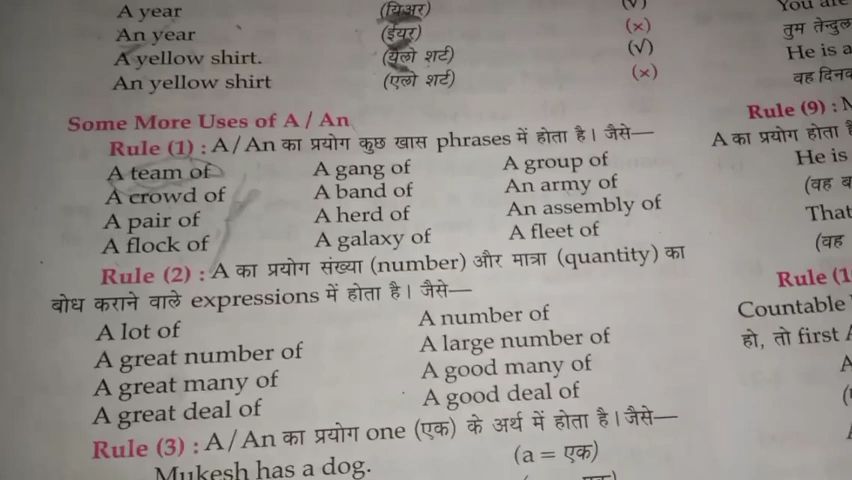 A year (यिअर) (√)
An year (ईयर) (×)
A yellow shirt. (येलो शर्ट) (√)
An yellow shirt (एलो शर्ट) (×)
Some More Uses of A / An
Rule (1) : A/An का प्रयोग कुछ खास phrases में होता है। जैसे—
A team of A gang of A group of
A crowd of A band of An army of
A pair of A herd of An assembly of
A flock of A galaxy of A fleet of
Rule (2) : A का प्रयोग संख्या (number) और मात्रा (quantity) का
बोध कराने वाले expressions में होता है। जैसे—
A lot of A number of
A great number of A large number of
A great many of A good many of
A great deal of A good deal of
Rule (3) : A/An का प्रयोग one (एक) के अर्थ में होता है। जैसे—
Mukesh has a dog. (a = एक)
You are
तुम
He is a
वह
Rule (9) :
A का प्रयोग होता
He is
(वह
That
(वह
Rule
Countable
हो, तो first